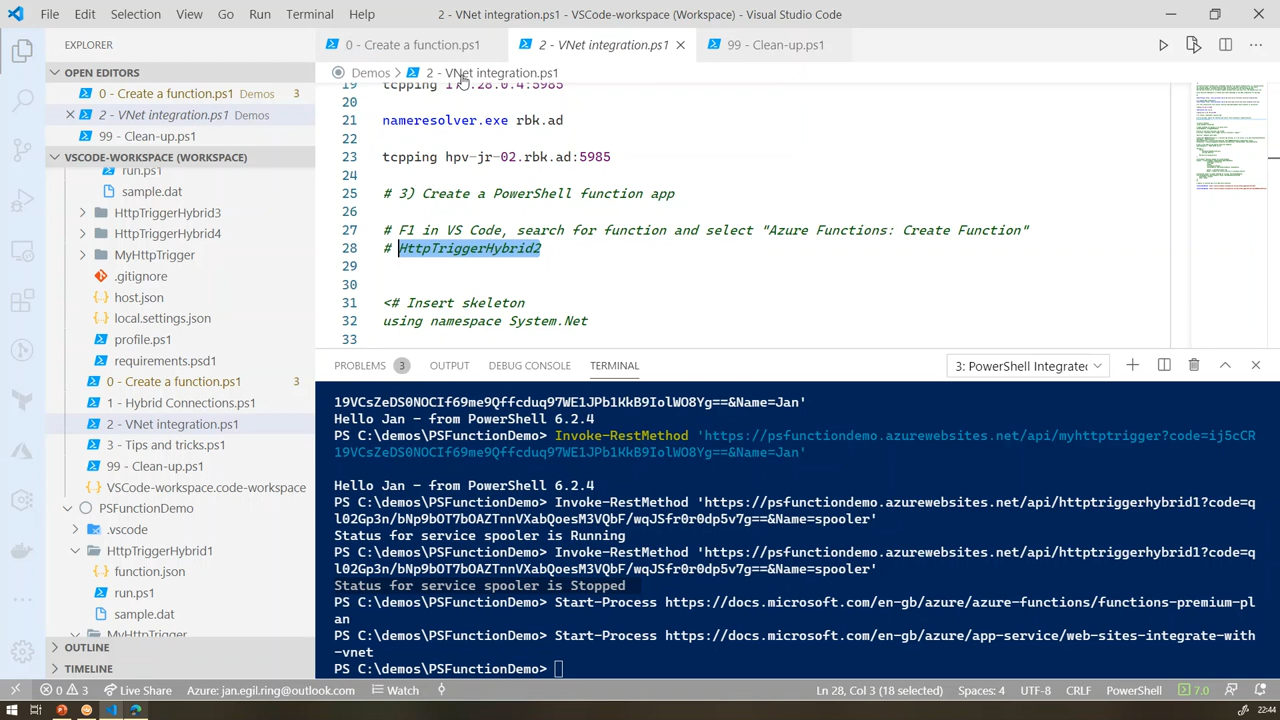 File Edit Selection View Go Run Terminal Help
2 - VNet integration.ps1 - VSCode-workspace (Workspace) - Visual Studio Code
EXPLORER
0 - Create a function.ps1
2 - VNet integration.ps1
99 - Clean-up.ps1
OPEN EDITORS
0 - Create a function.ps1 Demos 3
2 - VNet integration.ps1 Demos
99 - Clean-up.ps1
VSCODE-WORKSPACE (WORKSPACE)
run.ps1
sample.dat
HttpTriggerHybrid3
HttpTriggerHybrid4
MyHttpTrigger
.gitignore
host.json
local.settings.json
profile.ps1
requirements.psd1
0 - Create a function.ps1 3
1 - Hybrid Connections.ps1
2 - VNet integration.ps1
3 - Tips and tricks.ps1
99 - Clean-up.ps1
VSCode-workspace.code-workspace
PSFunctionDemo
.vscode
HttpTriggerHybrid1
function.json
run.ps1
sample.dat
MyHttpTrigger
OUTLINE
TIMELINE
Demos > 2 - VNet integration.ps1
19 tcpping
20
21 nameresolver.exe rbk.ad
22
23 tcpping hpv-jr-02.rbk.ad:5985
24
25 # 3) Create a PowerShell function app
26
27 # F1 in VS Code, search for function and select "Azure Functions: Create Function"
28 # HttpTriggerHybrid2
29
30
31 <# Insert skeleton
32 using namespace System.Net
33
PROBLEMS 3 OUTPUT DEBUG CONSOLE TERMINAL
3: PowerShell Integrated
19VCsZeDS0NOCIf69me9Qffcduq97WE1JPb1KkB9IolWO8Yg==&Name=Jan'
Hello Jan - from PowerShell 6.2.4
PS C:\demos\PSFunctionDemo> Invoke-RestMethod 'https://psfunctiondemo.azurewebsites.net/api/myhttptrigger?code=ij5cCR
19VCsZeDS0NOCIf69me9Qffcduq97WE1JPb1KkB9IolWO8Yg==&Name=Jan'
Hello Jan - from PowerShell 6.2.4
PS C:\demos\PSFunctionDemo> Invoke-RestMethod 'https://psfunctiondemo.azurewebsites.net/api/httptriggerhybrid1?code=q
l02Gp3n/bNp9bOT7bOAZTnnVXabQoesM3VQbF/wqJSfr0r0dp5v7g==&Name=spooler'
Status for service spooler is Running
PS C:\demos\PSFunctionDemo> Invoke-RestMethod 'https://psfunctiondemo.azurewebsites.net/api/httptriggerhybrid1?code=q
l02Gp3n/bNp9bOT7bOAZTnnVXabQoesM3VQbF/wqJSfr0r0dp5v7g==&Name=spooler'
Status for service spooler is Stopped
PS C:\demos\PSFunctionDemo> Start-Process https://docs.microsoft.com/en-gb/azure/azure-functions/functions-premium-pl
an
PS C:\demos\PSFunctionDemo> Start-Process https://docs.microsoft.com/en-gb/azure/app-service/web-sites-integrate-with
-vnet
PS C:\demos\PSFunctionDemo>
0 3 Live Share Azure: jan.egil.ring@outlook.com Watch
Ln 28, Col 3 (18 selected) Spaces: 4 UTF-8 CRLF PowerShell 7.0
22:44